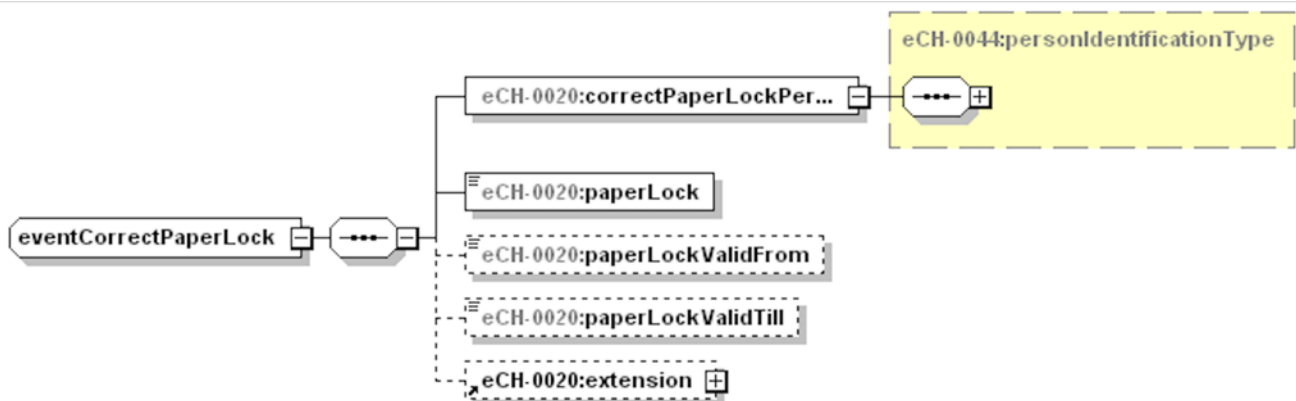 eCH-0044:personIdentificationType
eCH-0020:correctPaperLockPer...
eCH-0020:paperLock
eventCorrectPaperLock
eCH-0020:paperLockValidFrom
eCH-0020:paperLockValidTill
eCH-0020:extension